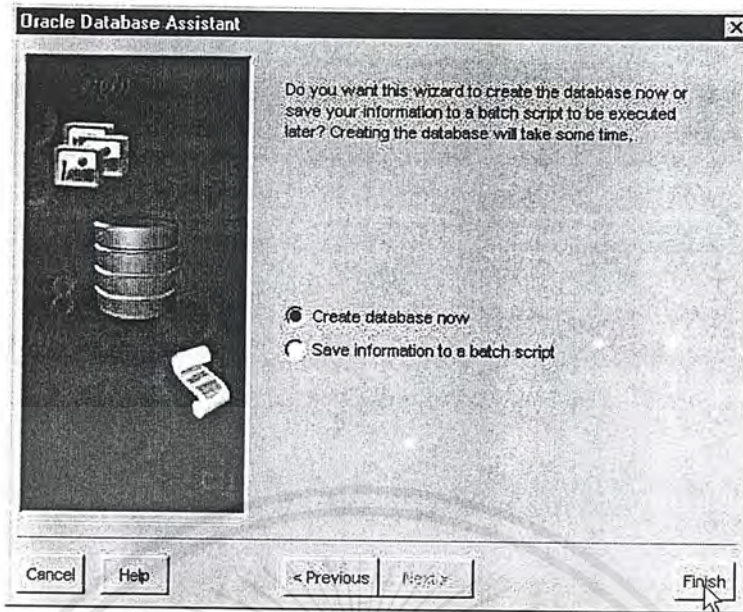 Oracle Database Assistant
Do you want this wizard to create the database now or
save your information to a batch script to be executed
later? Creating the database will take some time.
Create database now
Save information to a batch script
Cancel
Help
< Previous
Next >
Finish